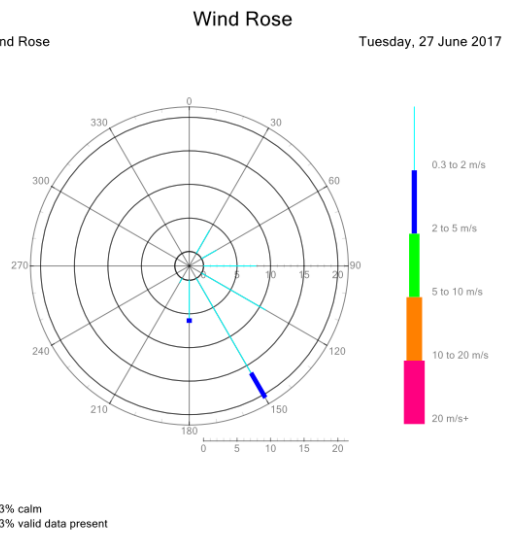 Wind Rose
nd Rose
Tuesday, 27 June 2017
0
330
30
300
60
270
0
5
10
15
20
90
240
120
210
150
180
0
5
10
15
20
0.3 to 2 m/s
2 to 5 m/s
5 to 10 m/s
10 to 20 m/s
20 m/s+
3% calm
3% valid data present